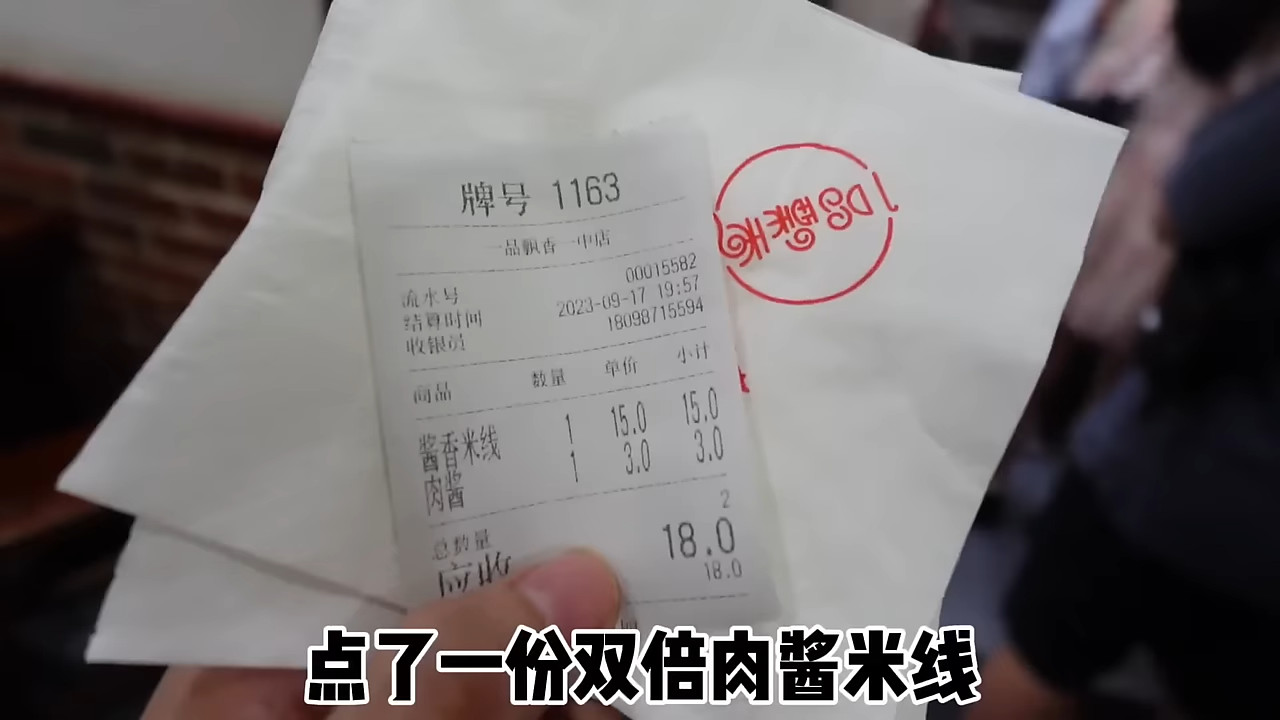 牌号 1163
一品飘香一中店
流水号 00015582
结算时间 2023-09-17 19:57
收银员 18098715594
商品 数量 单价 小计
酱香米线 1 15.0 15.0
肉酱 1 3.0 3.0
总数量 2
应收 18.0
18.0
点了一份双倍肉酱米线